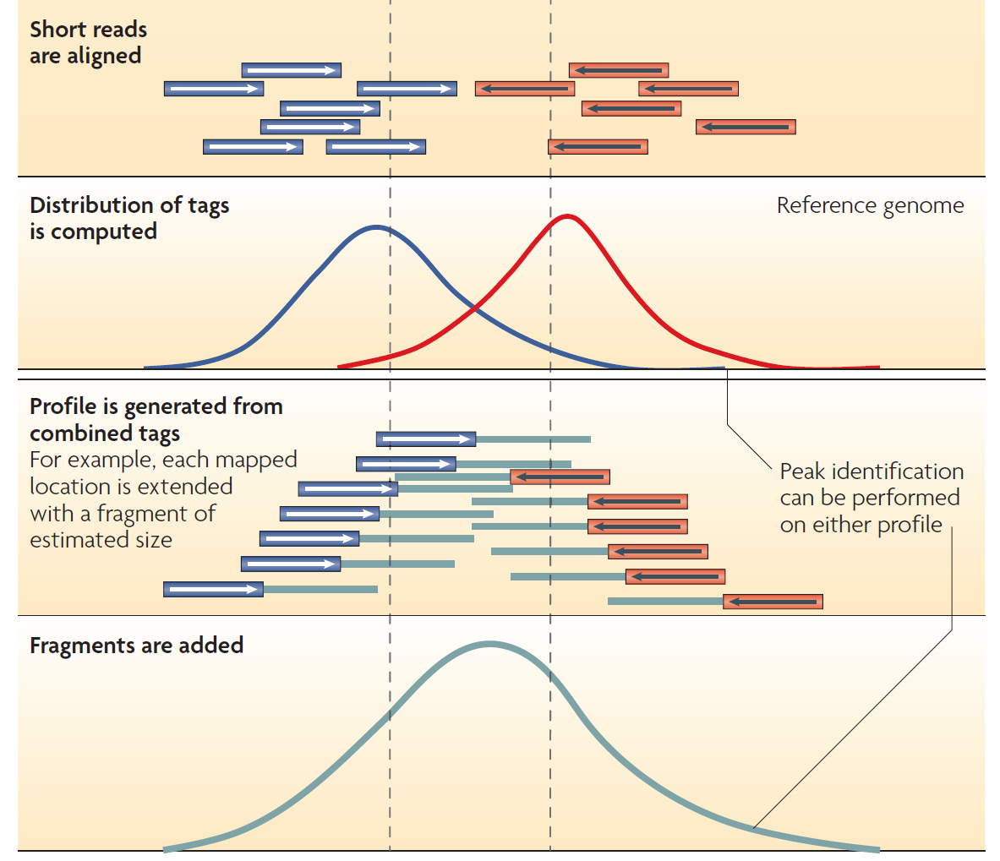 Short reads
are aligned
Distribution of tags
is computed
Reference genome
Profile is generated from
combined tags
For example, each mapped
location is extended
with a fragment of
estimated size
Peak identification
can be performed
on either profile
Fragments are added